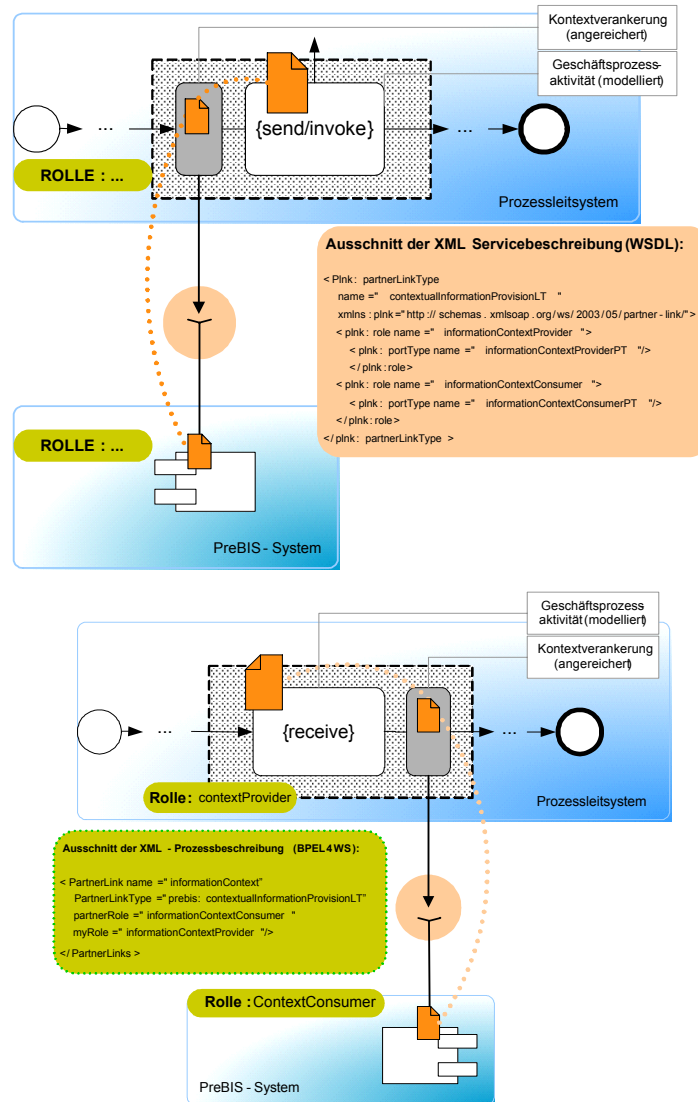 Kontextverankerung
(angereichert)
Geschäftsprozess-
aktivität (modelliert)
{send/invoke}
...
...
ROLLE : ...
Prozessleitsystem
Ausschnitt der XML Servicebeschreibung (WSDL):
< Plnk: partnerLinkType
name =" contextualInformationProvisionLT "
xmlns : plnk ="http :// schemas . xmlsoap . org/ ws/ 2003 / 05 / partner - link/">
< plnk: role name =" informationContextProvider ">
< plnk: portType name =" informationContextProviderPT "/>
</ plnk: role>
< plnk: role name =" informationContextConsumer ">
< plnk: portType name =" informationContextConsumerPT "/>
</ plnk: role>
</ plnk: partnerLinkType >
ROLLE : ...
PreBIS - System
Geschäftsprozess
aktivität (modelliert)
Kontextverankerung
(angereichert)
...
{receive}
...
Rolle: contextProvider
Prozessleitsystem
Ausschnitt der XML - Prozessbeschreibung (BPEL4WS):
< PartnerLink name =" informationContext"
PartnerLinkType =" prebis: contextualInformationProvisionLT"
partnerRole =" informationContextConsumer "
myRole =" informationContextProvider "/>
</ PartnerLinks >
Rolle : ContextConsumer
PreBIS - System